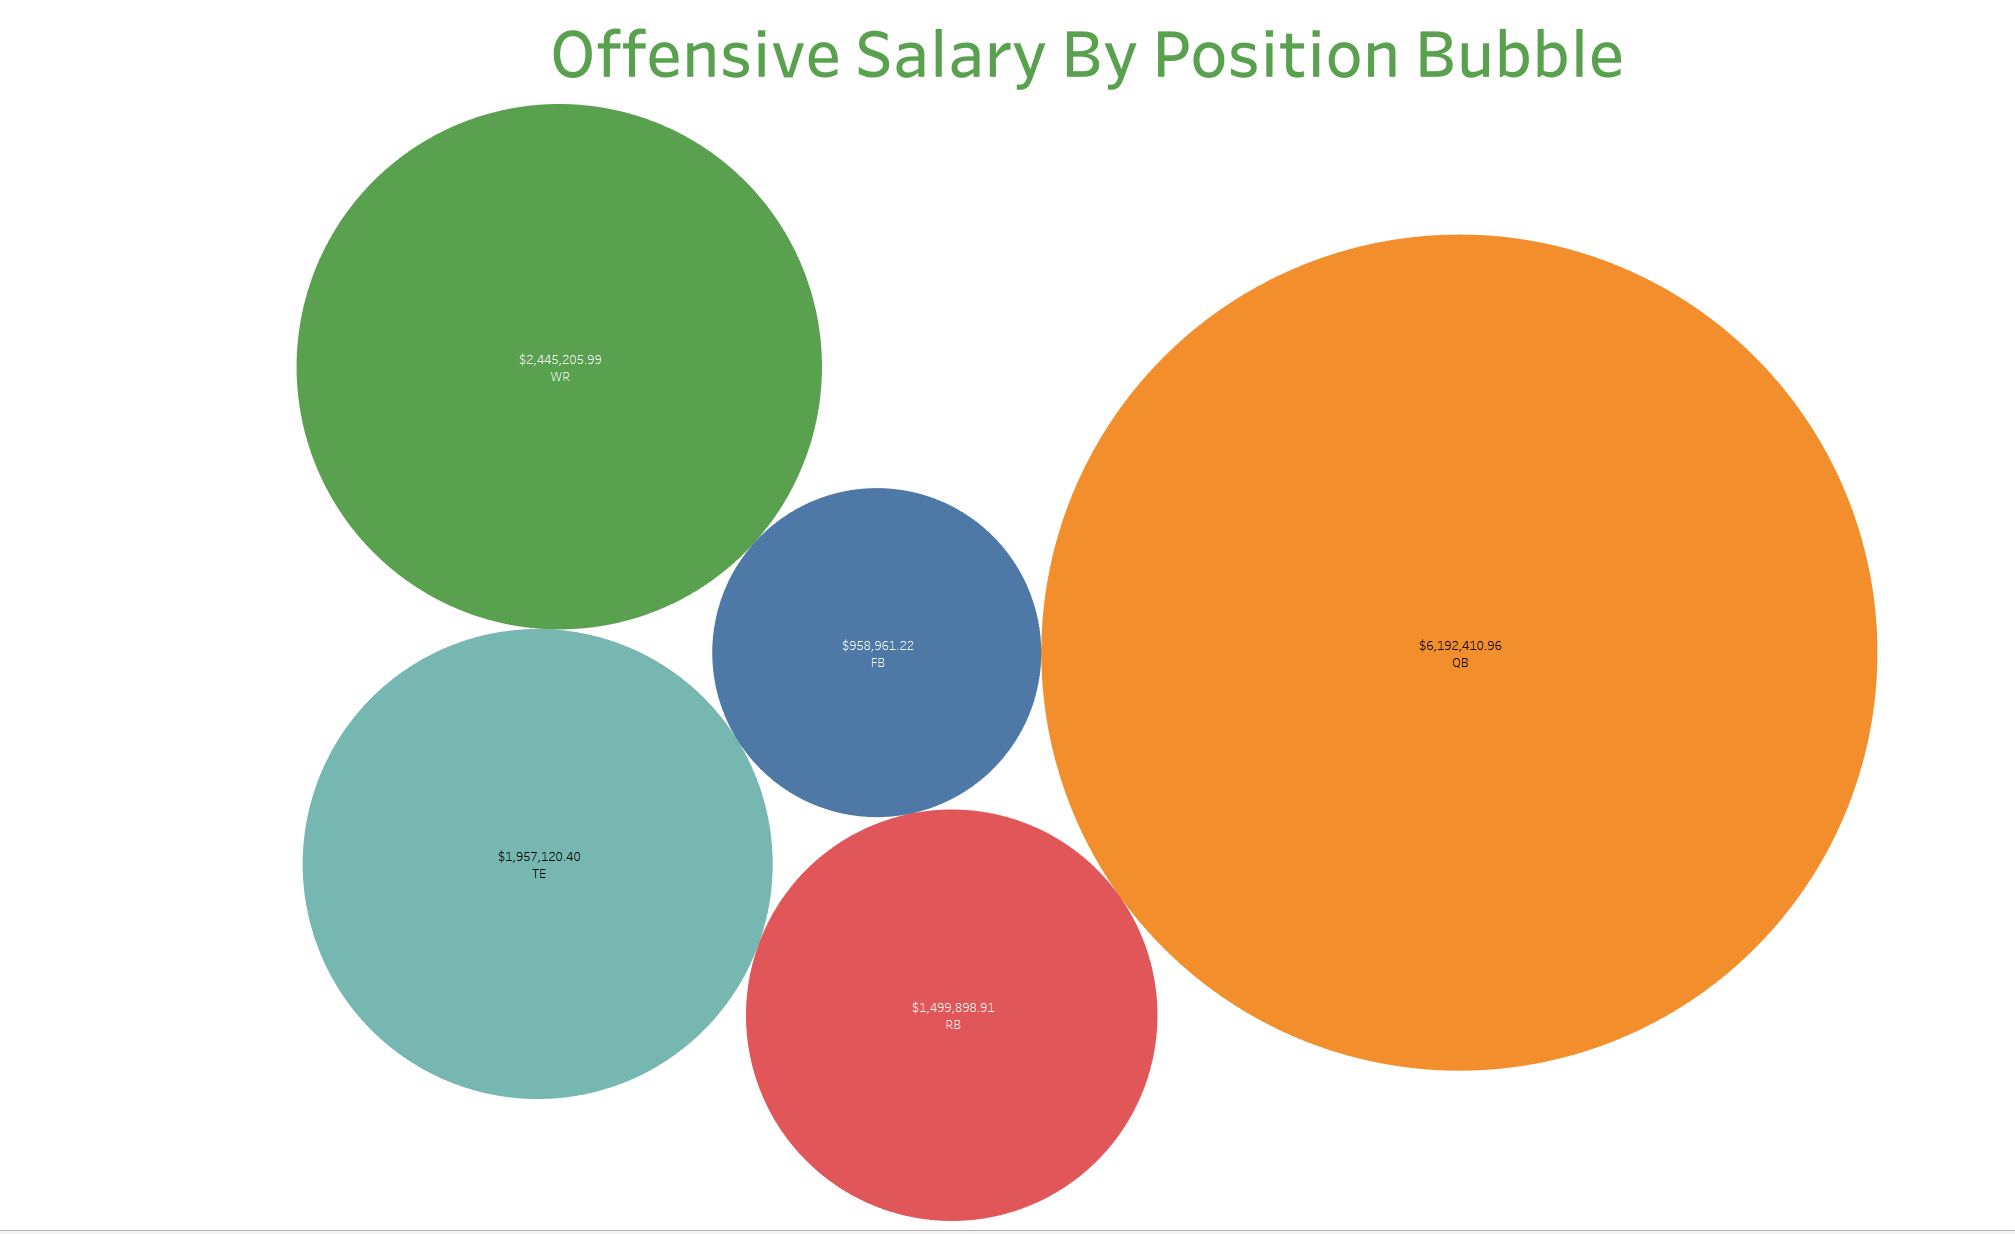 Offensive Salary By Position Bubble
$2,445,205.99
WR
$958,961.22
FB
$6,192,410.96
QB
$1,957,120.40
TE
$1,499,898.91
RB